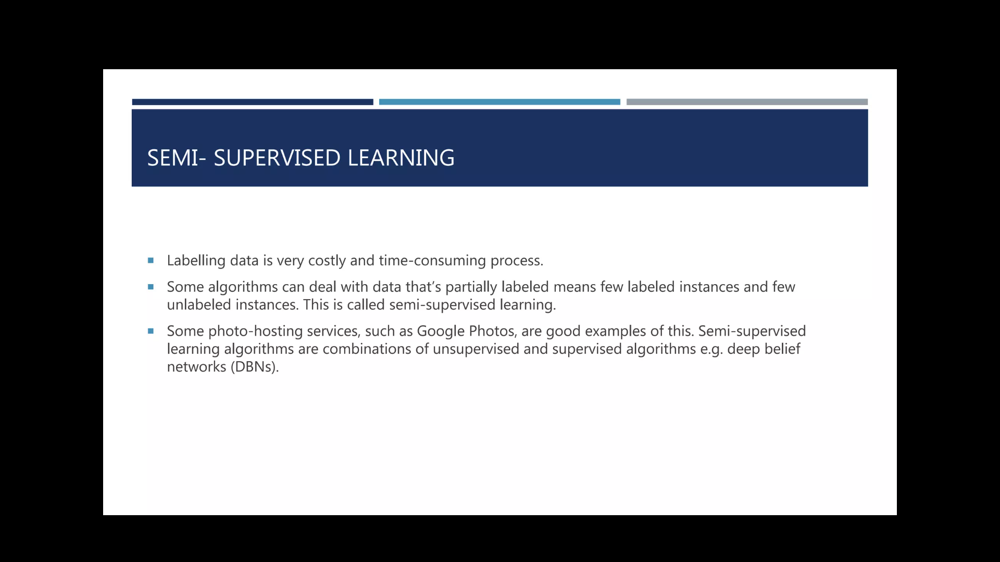 SEMI- SUPERVISED LEARNING
Labelling data is very costly and time-consuming process.
Some algorithms can deal with data that’s partially labeled means few labeled instances and few
unlabeled instances. This is called semi-supervised learning.
Some photo-hosting services, such as Google Photos, are good examples of this. Semi-supervised
learning algorithms are combinations of unsupervised and supervised algorithms e.g. deep belief
networks (DBNs).